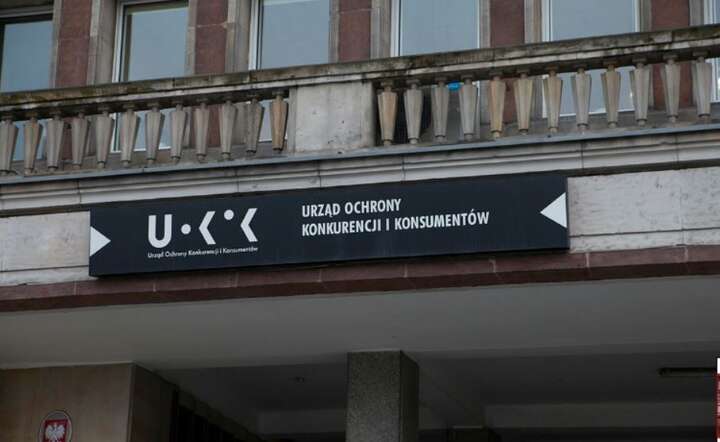 U·K·K
Urząd Ochrony Konkurencji i Konsumentów
URZĄD OCHRONY
KONKURENCJI I KONSUMENTÓW